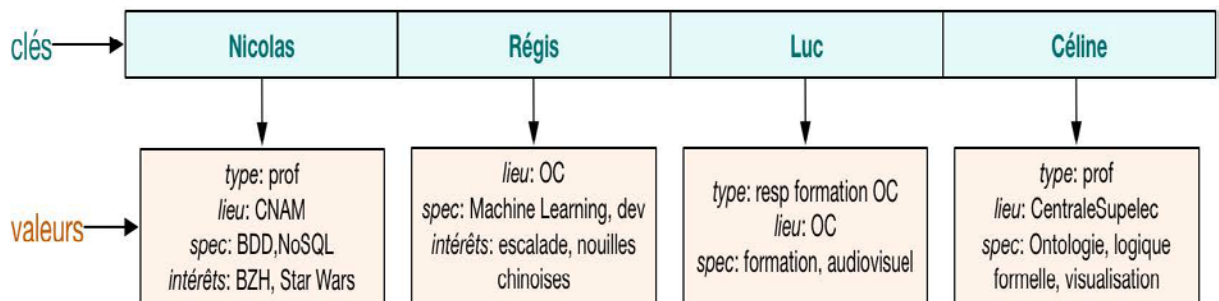 clés
Nicolas
Régis
Luc
Céline
valeurs
type: prof
lieu: CNAM
spec: BDD,NoSQL
intérêts: BZH, Star Wars
lieu: OC
spec: Machine Learning, dev
intérêts: escalade, nouilles
chinoises
type: resp formation OC
lieu: OC
spec: formation, audiovisuel
type: prof
lieu: CentraleSupelec
spec: Ontologie, logique
formelle, visualisation